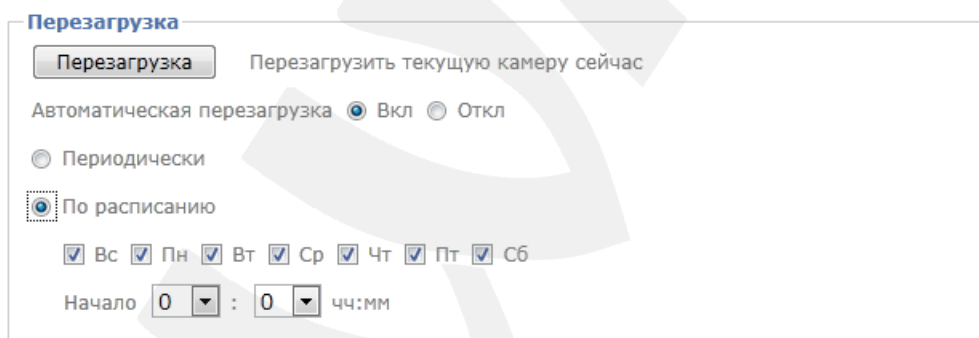 Перезагрузка
Перезагрузка Перезагрузить текущую камеру сейчас
Автоматическая перезагрузка Вкл Откл
Периодически
По расписанию
Вс Пн Вт Ср Чт Пт Сб
Начало 0 : 0 чч:мм